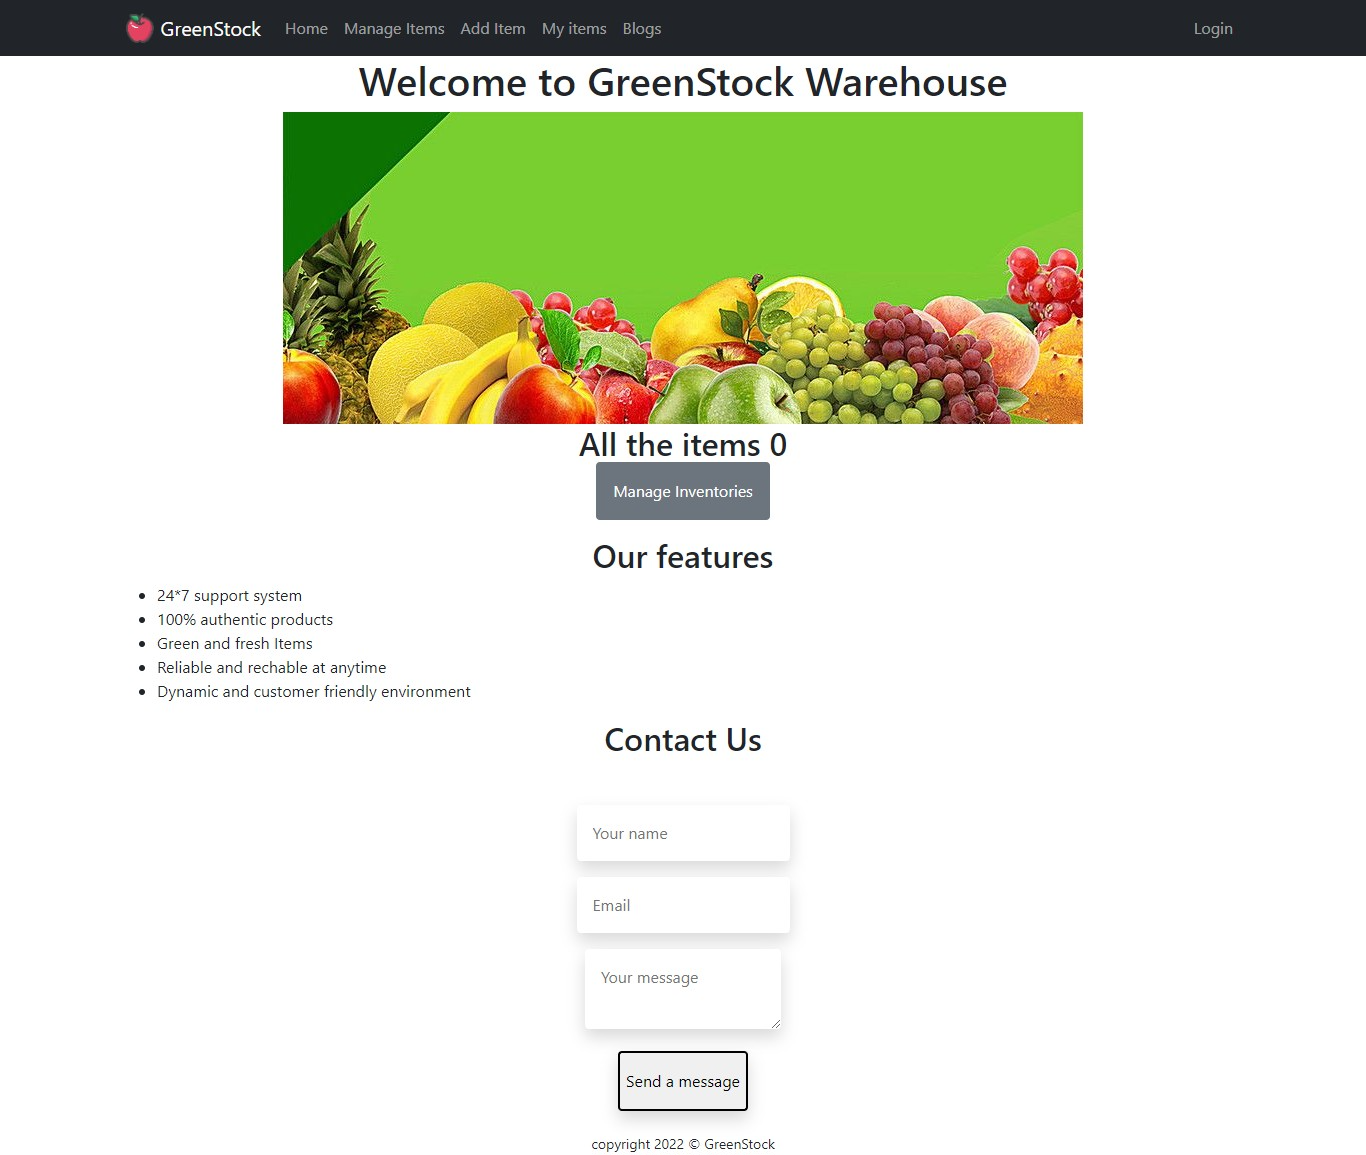 GreenStock Home Manage Items Add Item My items Blogs Login
Welcome to GreenStock Warehouse
All the items 0
Manage Inventories
Our features
24*7 support system
100% authentic products
Green and fresh Items
Reliable and rechable at anytime
Dynamic and customer friendly environment
Contact Us
Your name
Email
Your message
Send a message
copyright 2022 © GreenStock